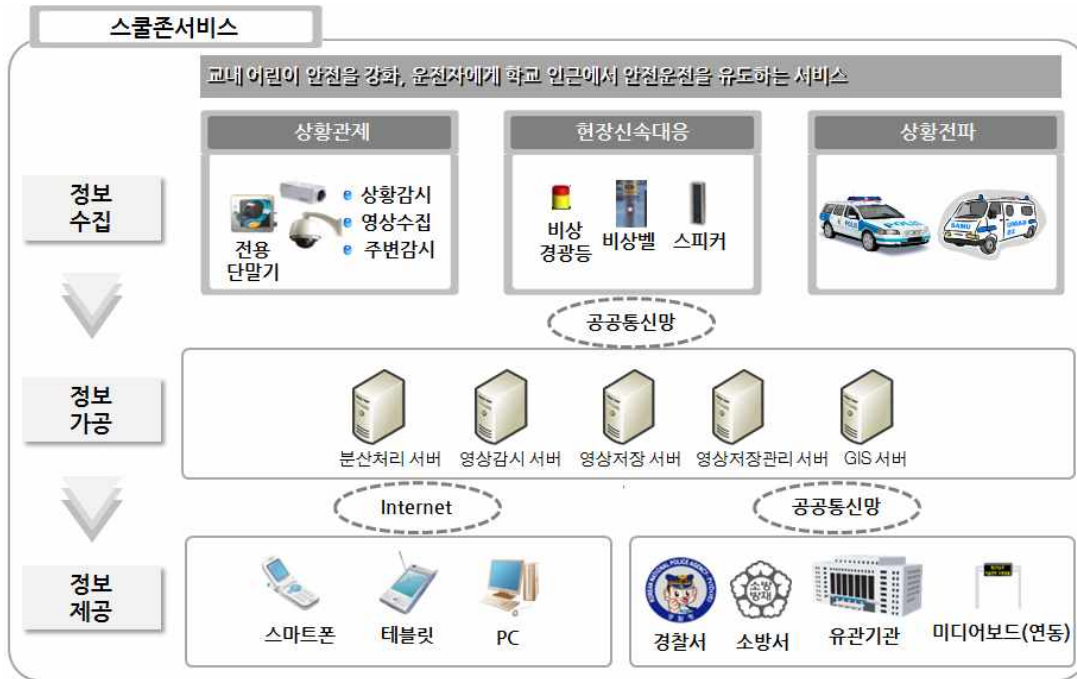 스쿨존서비스
교내 어린이 안전을 강화, 운전자에게 학교 인근에서 안전운전을 유도하는 서비스
상황관제
현장신속대응
상황전파
정보
수집
전용
단말기
상황감시
영상수집
주변감시
비상
경광등
비상벨
스피커
POLIS
공공통신망
정보
가공
분산처리 서버
영상감시 서버
영상저장 서버
영상저장관리 서버
GIS 서버
Internet
공공통신망
정보
제공
스마트폰
테블릿
PC
소방
방재
경찰서
소방서
유관기관
미디어보드(연동)